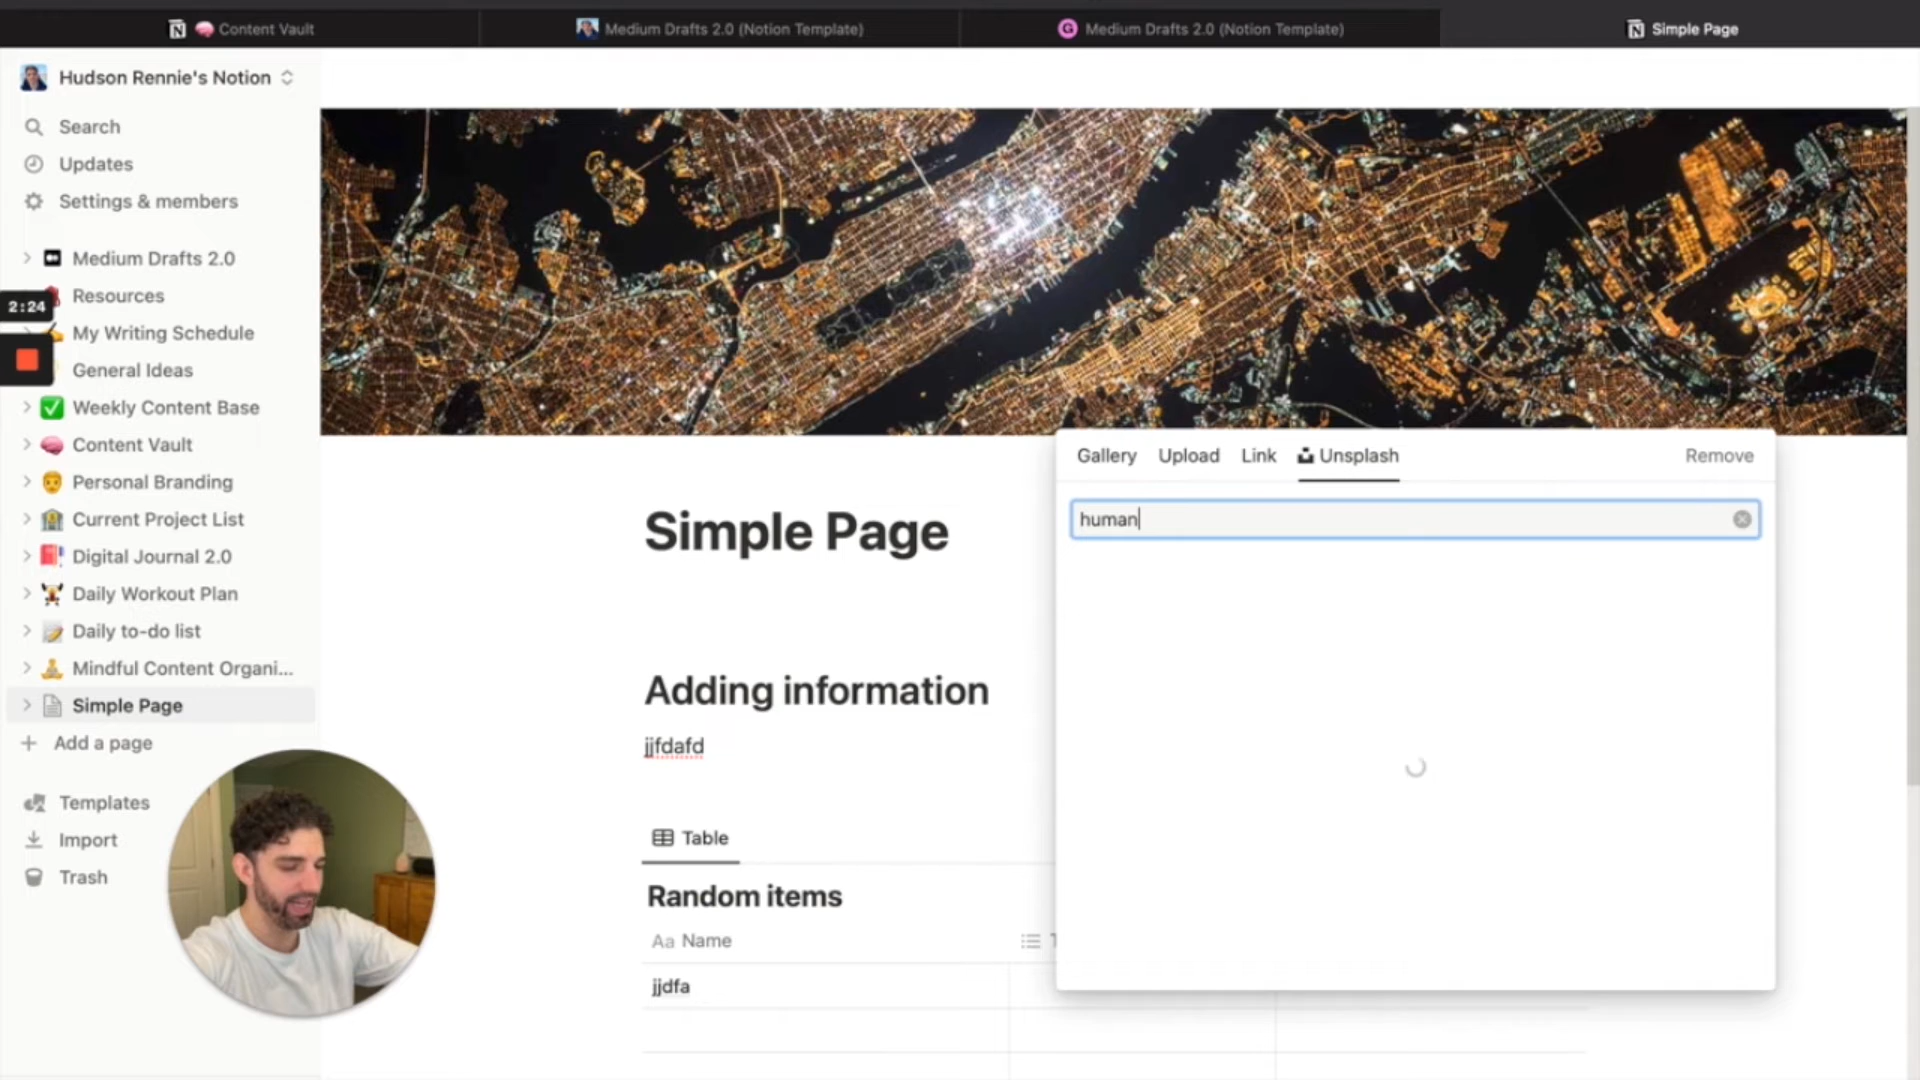 Content Vault
Medium Drafts 2.0 (Notion Template)
Medium Drafts 2.0 (Notion Template)
Simple Page
Hudson Rennie's Notion
Search
Updates
Settings & members
Medium Drafts 2.0
2:24
Resources
My Writing Schedule
General Ideas
Weekly Content Base
Content Vault
Personal Branding
Current Project List
Digital Journal 2.0
Daily Workout Plan
Daily to-do list
Mindful Content Organi...
Simple Page
Add a page
Templates
Import
Trash
Gallery Upload Link Unsplash Remove
human
Simple Page
Adding information
jjfdafd
Table
Random items
Aa Name
jjdfa